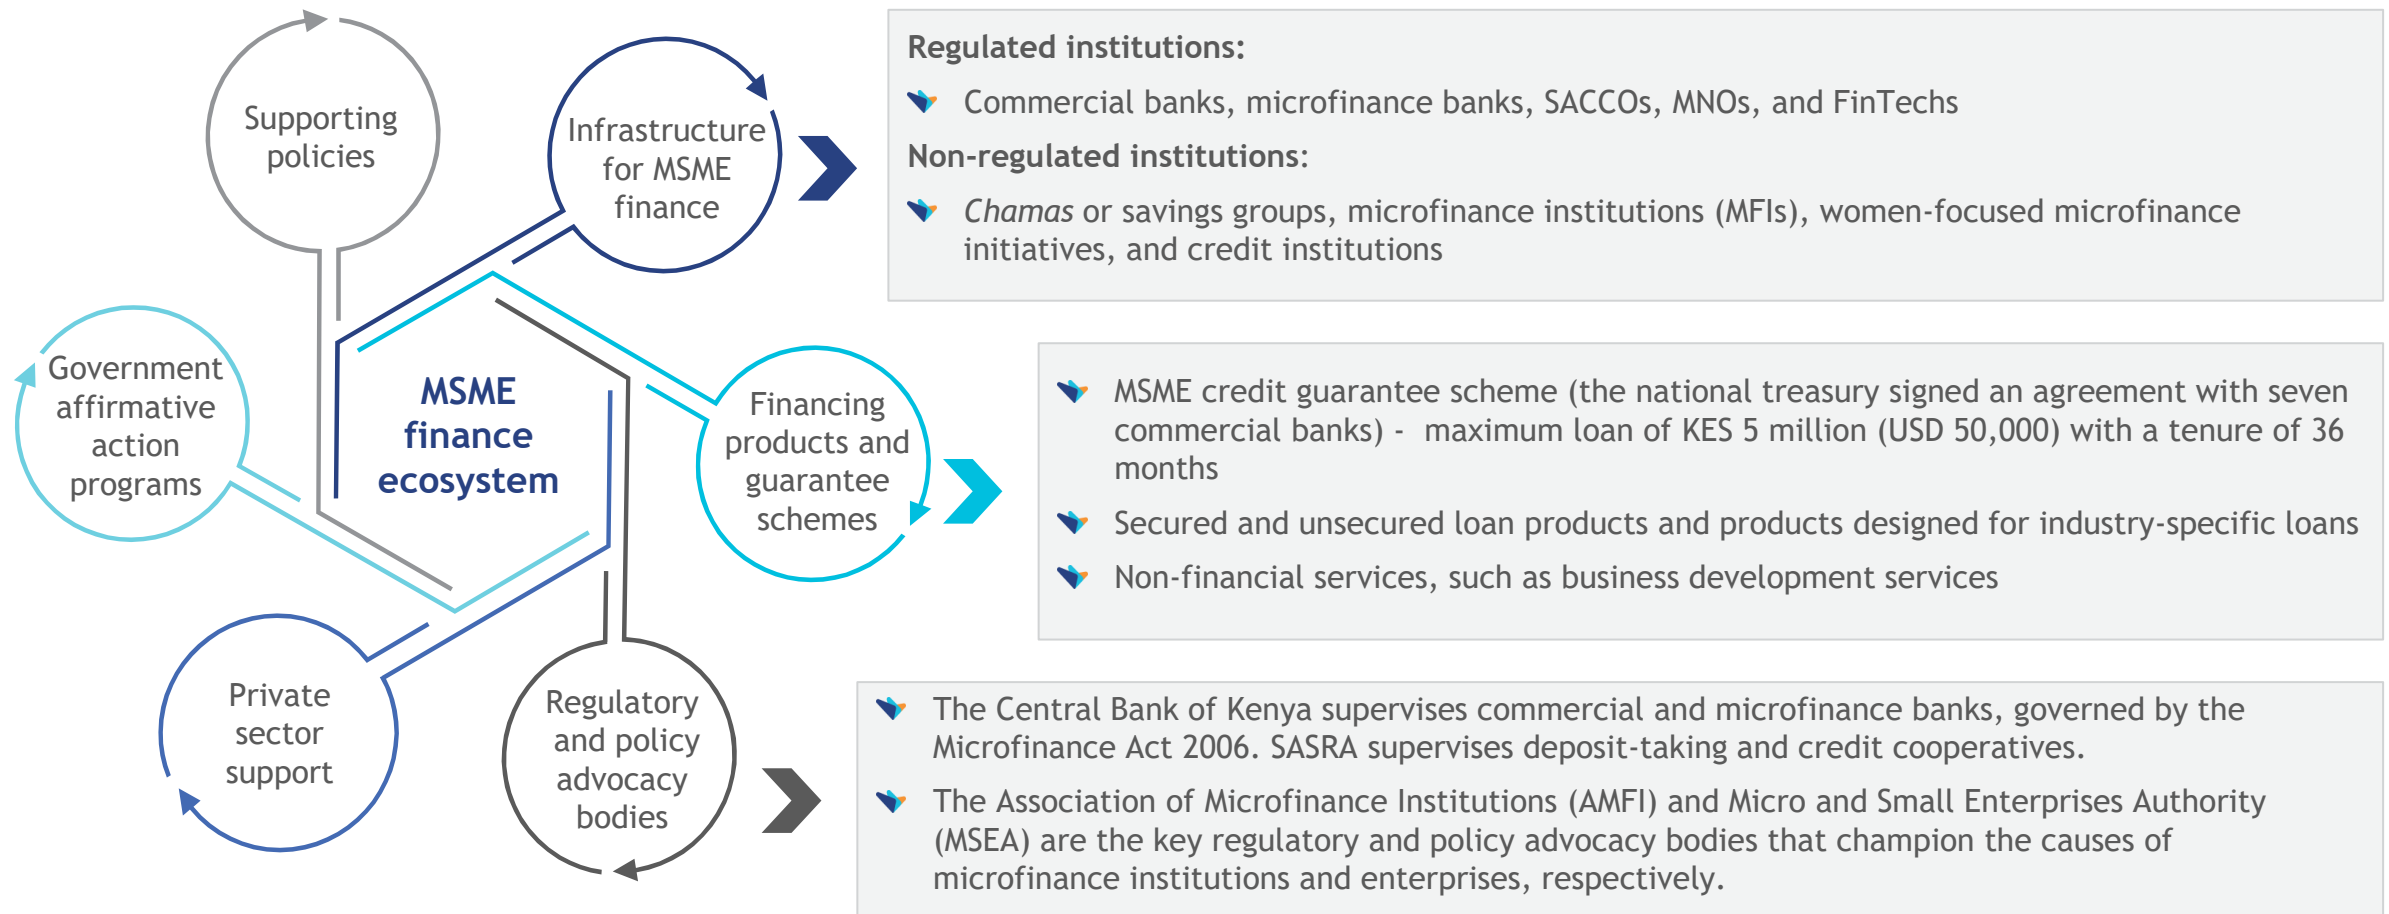 Supporting
policies
Infrastructure
for MSME
finance
Regulated institutions:
Commercial banks, microfinance banks, SACCOs, MNOs, and FinTechs
Non-regulated institutions:
Chamas or savings groups, microfinance institutions (MFIs), women-focused microfinance
initiatives, and credit institutions
Government
affirmative
action
programs
MSME
finance
ecosystem
Financing
products and
guarantee
schemes
MSME credit guarantee scheme (the national treasury signed an agreement with seven
commercial banks) - maximum loan of KES 5 million (USD 50,000) with a tenure of 36
months
Secured and unsecured loan products and products designed for industry-specific loans
Non-financial services, such as business development services
Private
sector
support
Regulatory
and policy
advocacy
bodies
The Central Bank of Kenya supervises commercial and microfinance banks, governed by the
Microfinance Act 2006. SASRA supervises deposit-taking and credit cooperatives.
The Association of Microfinance Institutions (AMFI) and Micro and Small Enterprises Authority
(MSEA) are the key regulatory and policy advocacy bodies that champion the causes of
microfinance institutions and enterprises, respectively.